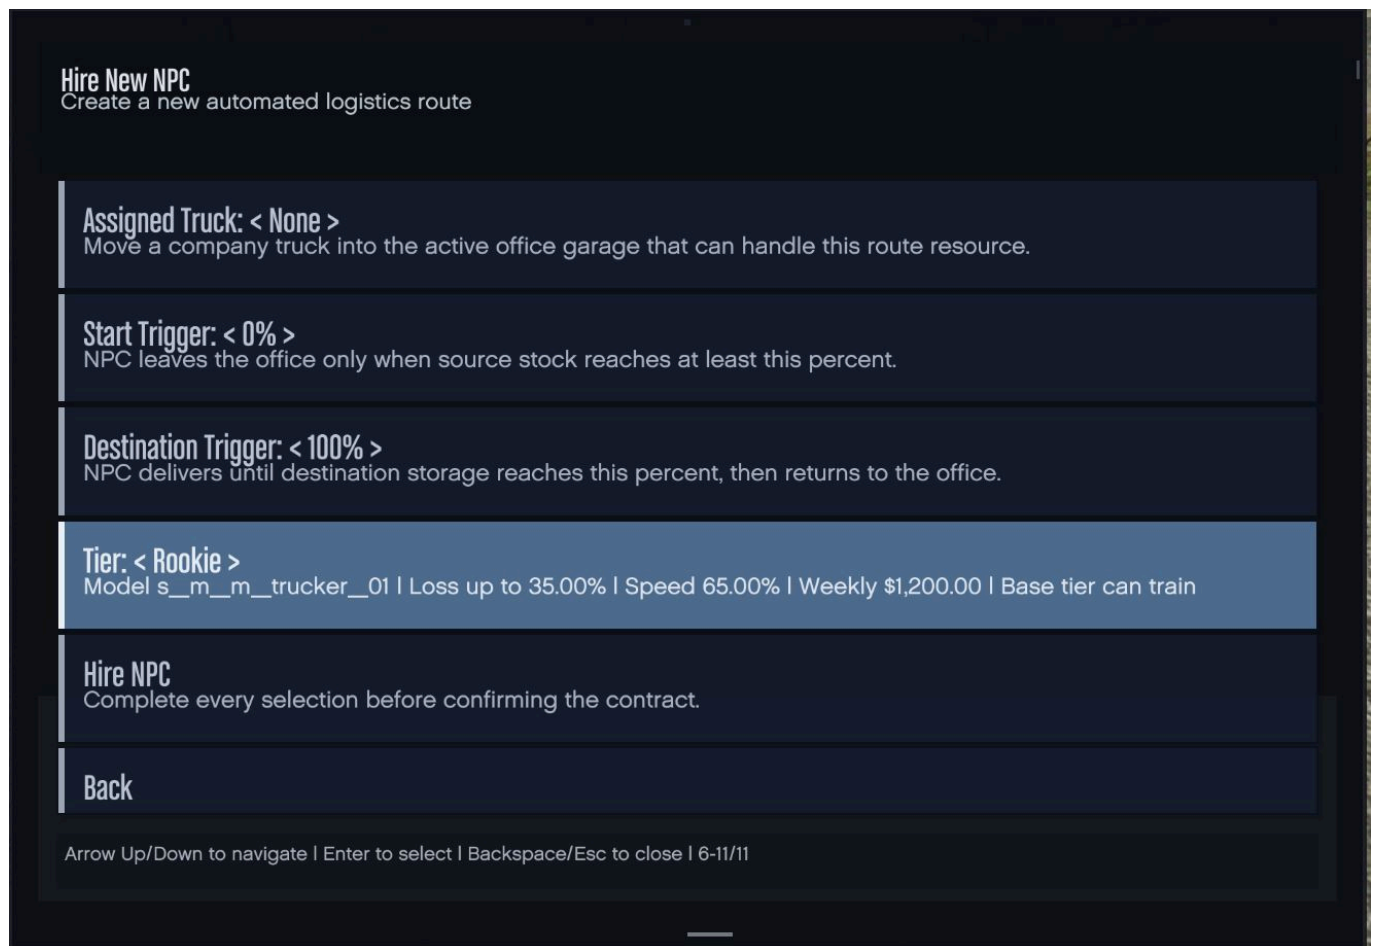 Hire New NPC
Create a new automated logistics route
Assigned Truck: < None >
Move a company truck into the active office garage that can handle this route resource.
Start Trigger: < 0% >
NPC leaves the office only when source stock reaches at least this percent.
Destination Trigger: < 100% >
NPC delivers until destination storage reaches this percent, then returns to the office.
Tier: < Rookie >
Model s__m__m__trucker__01 | Loss up to 35.00% | Speed 65.00% | Weekly $1,200.00 | Base tier can train
Hire NPC
Complete every selection before confirming the contract.
Back
Arrow Up/Down to navigate | Enter to select | Backspace/Esc to close | 6-11/11